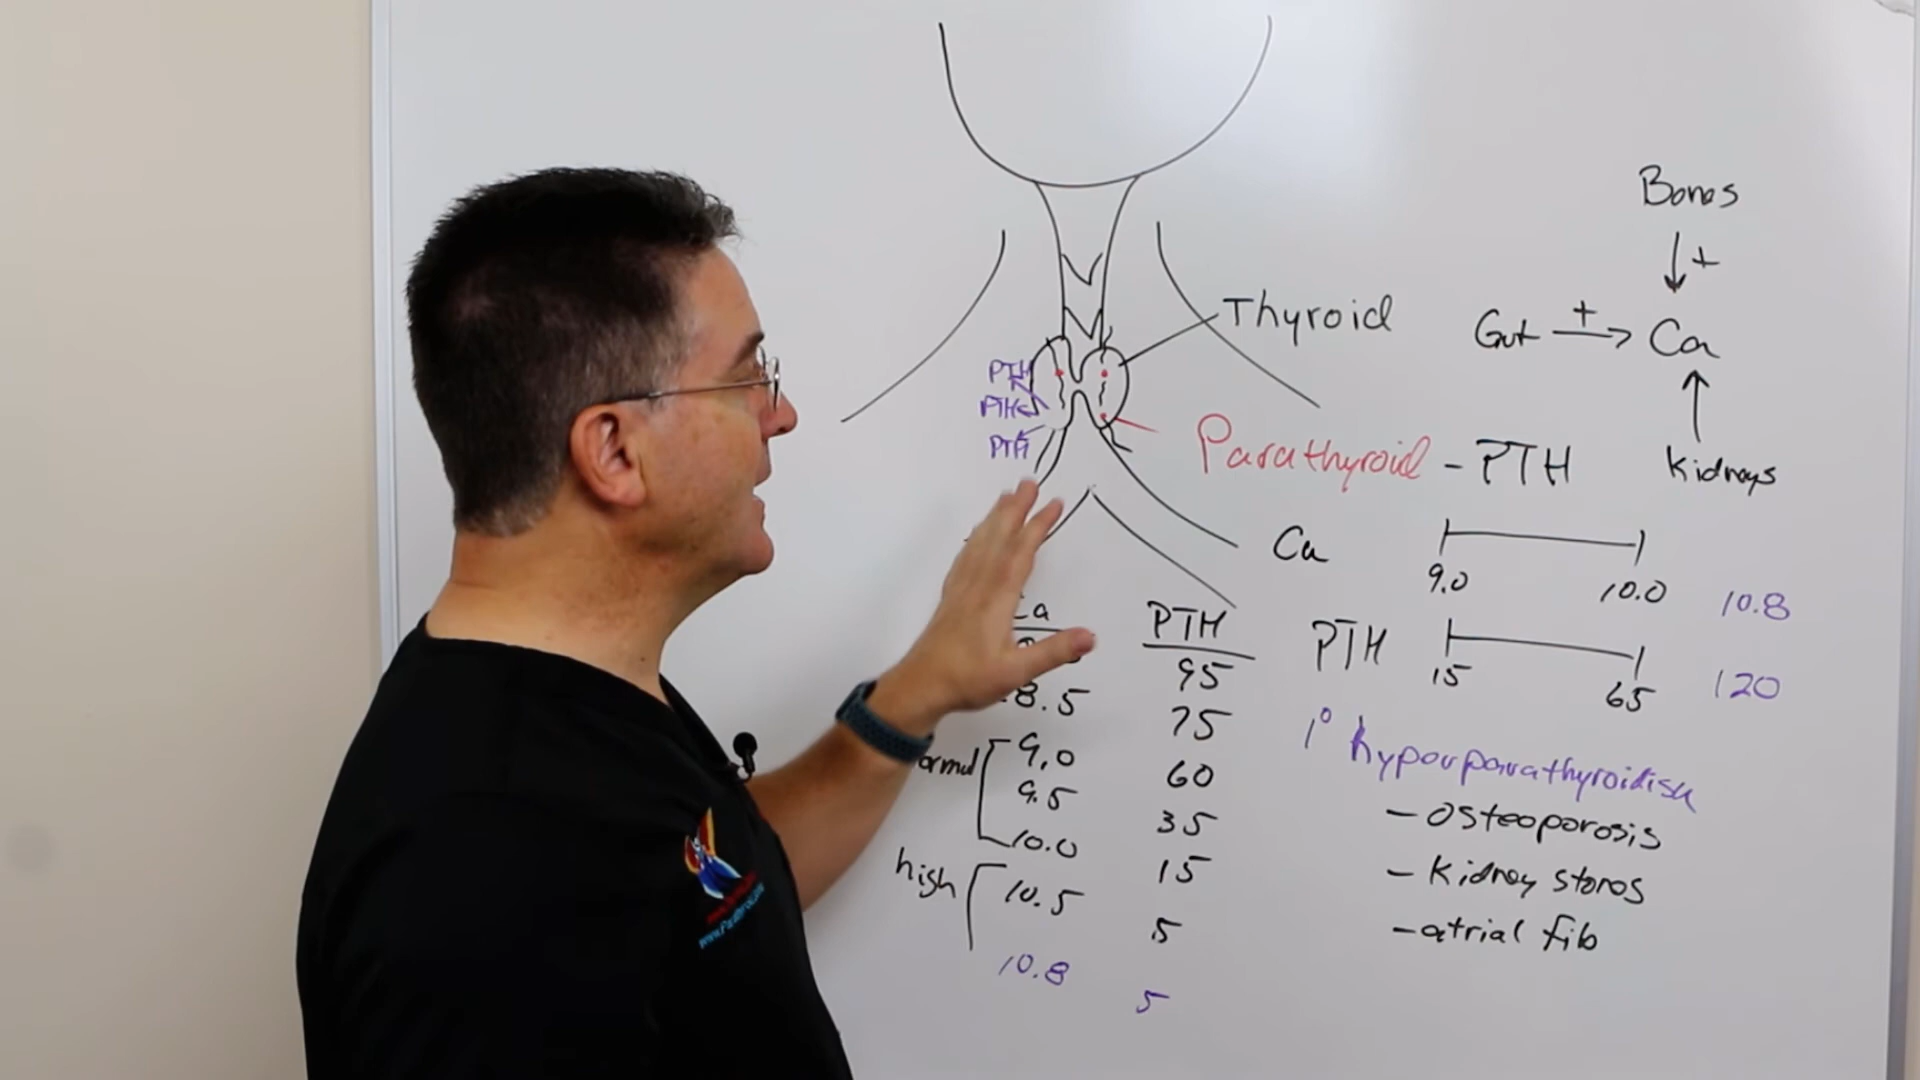 Bones
+
Thyroid
Gut + Ca
PTH
PTH
PTH
Parathyroid - PTH
Kidneys
Ca
9.0 10.0 10.8
Ca PTH
95
PTH
15 65 120
8.5 75
1° hyperparathyroidism
9.0 60
9.5 35
- osteoporosis
10.0 15
high
- Kidney stones
10.5 5
- atrial fib
10.8 5